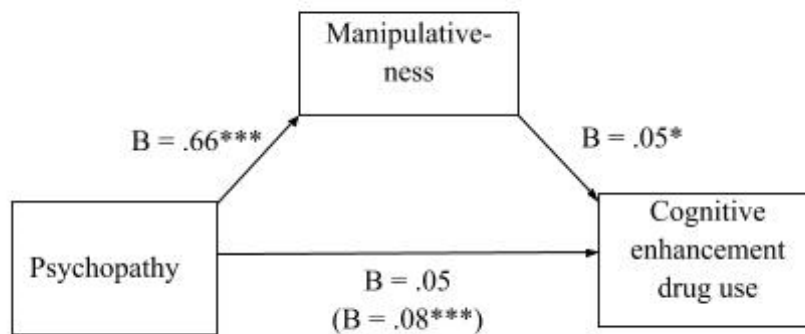 Manipulative-
ness
B = .66***
B = .05*
Psychopathy
Cognitive
enhancement
drug use
B = .05
(B = .08***)